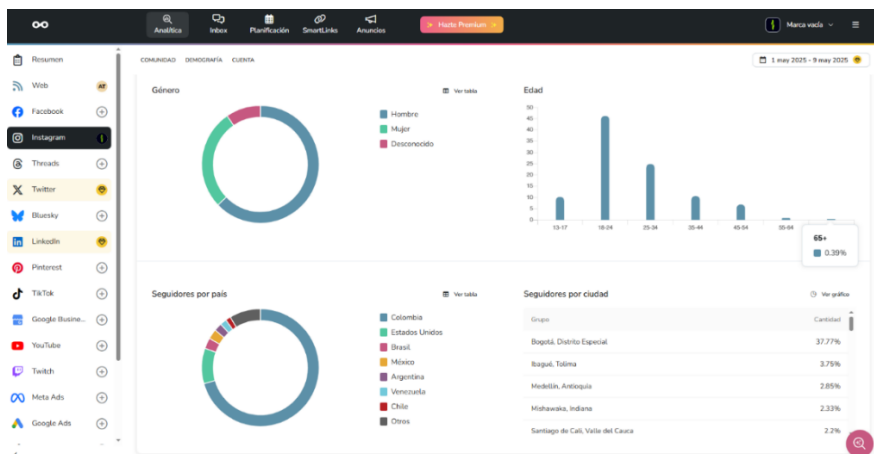 Analítica Inbox Planificación SmartLinks Anuncios Hazte Premium Marca vacía
Resumen
Web
Facebook
Instagram
Threads
Twitter
Bluesky
LinkedIn
Pinterest
TikTok
Google Busine...
YouTube
Twitch
Meta Ads
Google Ads
COMUNIDAD DEMOGRAFÍA CUENTA
1 may 2025 - 9 may 2025
Género
Ver tabla
Hombre
Mujer
Desconocido
Edad
50
45
40
35
30
25
20
15
10
5
0
13-17 18-24 25-34 35-44 45-54 55-64
65+
0.39%
Seguidores por país
Ver tabla
Colombia
Estados Unidos
Brasil
México
Argentina
Venezuela
Chile
Otros
Seguidores por ciudad
Ver gráfico
Grupo Cantidad
Bogotá, Distrito Especial 37.77%
Ibagué, Tolima 3.75%
Medellín, Antioquia 2.85%
Mishawaka, Indiana 2.33%
Santiago de Cali, Valle del Cauca 2.2%